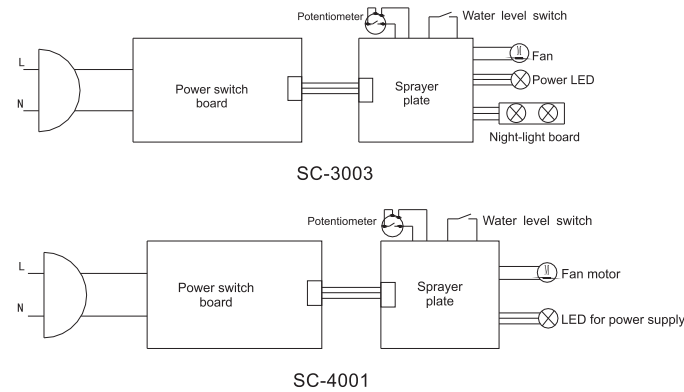 Potentiometer
Water level switch
L
N
Power switch
board
Sprayer
plate
Fan
Power LED
Night-light board
SC-3003
Potentiometer
Water level switch
L
N
Power switch
board
Sprayer
plate
Fan motor
LED for power supply
SC-4001